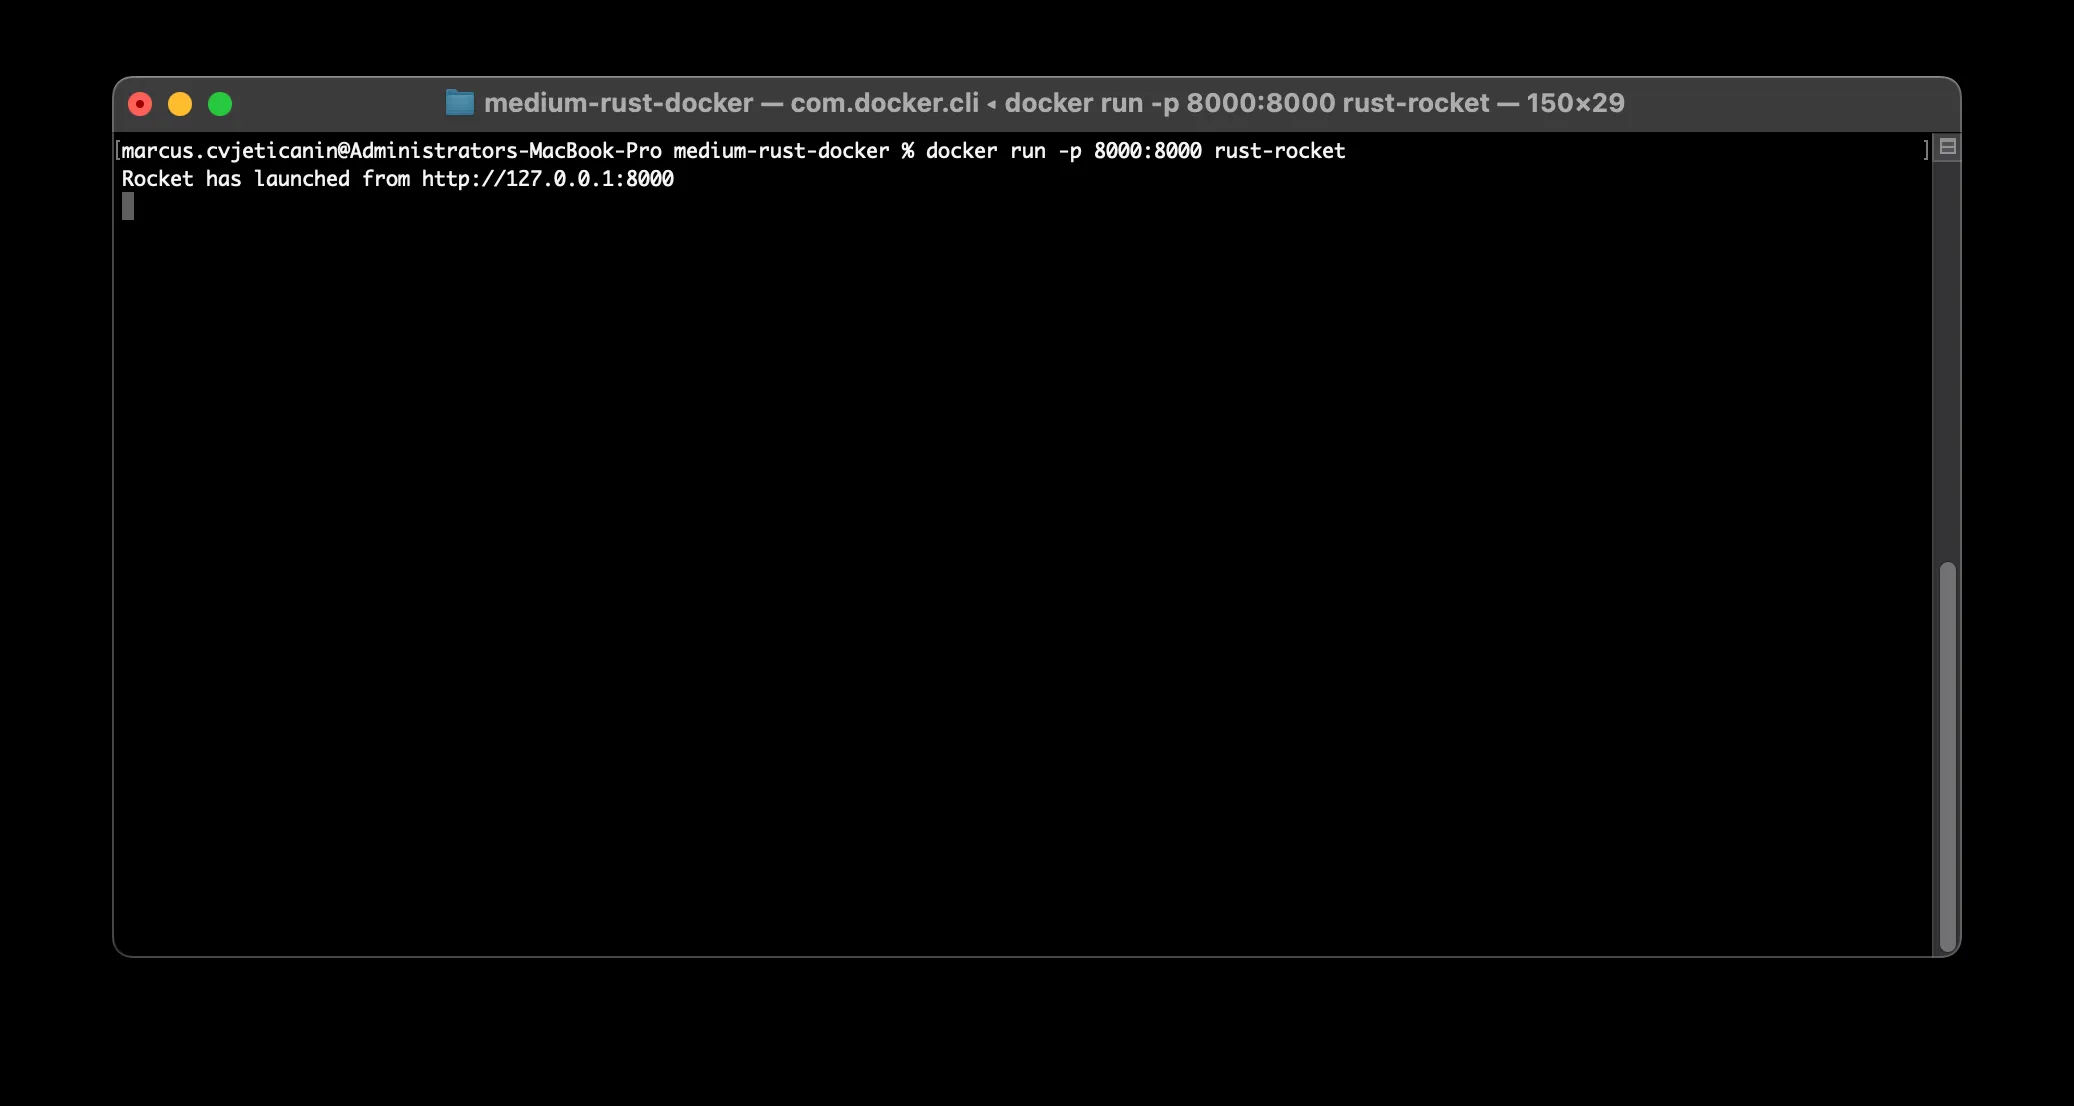 medium-rust-docker — com.docker.cli ◂ docker run -p 8000:8000 rust-rocket — 150×29
[marcus.cvjeticanin@Administrators-MacBook-Pro medium-rust-docker % docker run -p 8000:8000 rust-rocket ]
Rocket has launched from http://127.0.0.1:8000